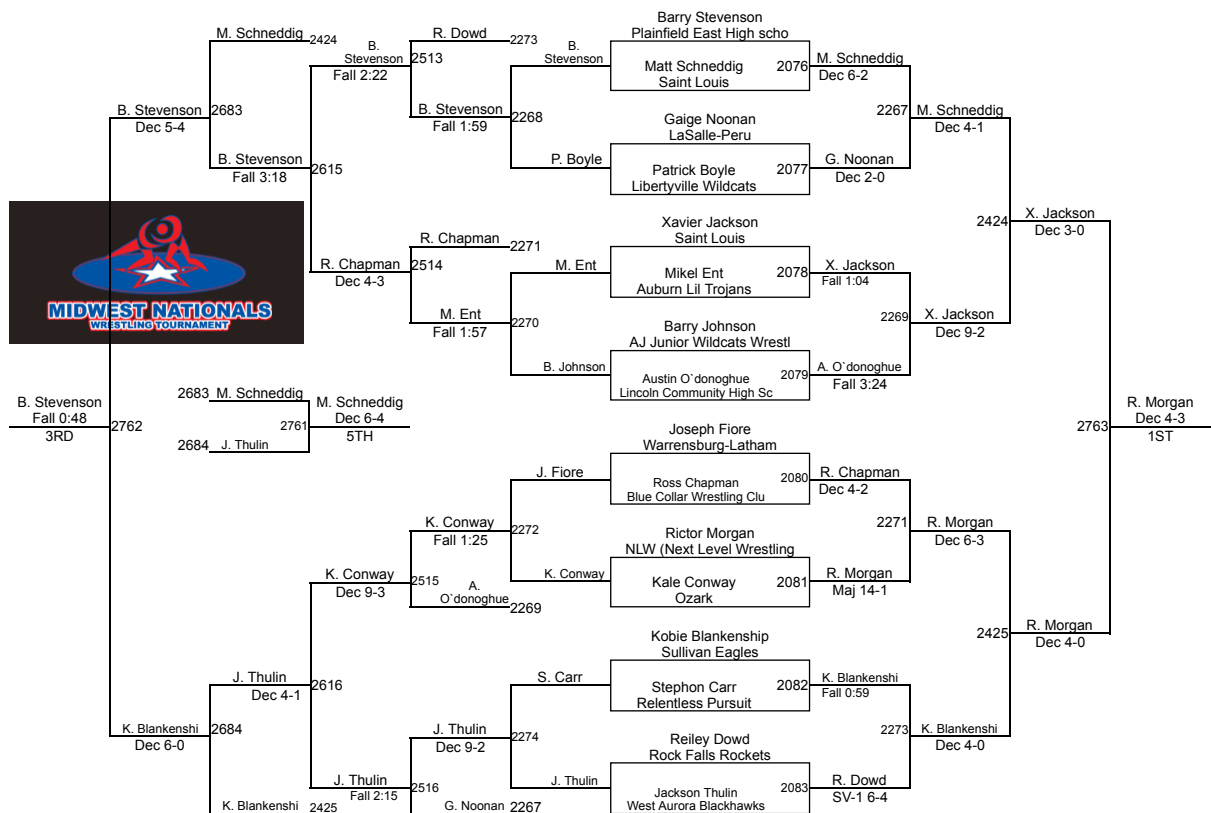 Barry Stevenson
Plainfield East High scho
M. Schneddig
2424
B.
Stevenson
Fall 2:22
2513
R. Dowd
2273
B.
Stevenson
Matt Schneddig
Saint Louis
2076
M. Schneddig
Dec 6-2
B. Stevenson
Dec 5-4
2683
B. Stevenson
Fall 1:59
2268
Gaige Noonan
LaSalle-Peru
2267
M. Schneddig
Dec 4-1
B. Stevenson
Fall 3:18
2615
P. Boyle
Patrick Boyle
Libertyville Wildcats
2077
G. Noonan
Dec 2-0
Xavier Jackson
Saint Louis
2424
X. Jackson
Dec 3-0
R. Chapman
2271
R. Chapman
Dec 4-3
2514
M. Ent
Mikel Ent
Auburn Lil Trojans
2078
X. Jackson
Fall 1:04
MIDWEST NATIONALS
WRESTLING TOURNAMENT
M. Ent
Fall 1:57
2270
Barry Johnson
AJ Junior Wildcats Wrestl
2269
X. Jackson
Dec 9-2
B. Johnson
Austin O`donoghue
Lincoln Community High Sc
2079
A. O`donoghue
Fall 3:24
B. Stevenson
Fall 0:48
3RD
2762
2683
M. Schneddig
2684
J. Thulin
2761
M. Schneddig
Dec 6-4
5TH
2763
R. Morgan
Dec 4-3
1ST
Joseph Fiore
Warrensburg-Latham
J. Fiore
Ross Chapman
Blue Collar Wrestling Clu
2080
R. Chapman
Dec 4-2
K. Conway
Fall 1:25
2272
Rictor Morgan
NLW (Next Level Wrestling
2271
R. Morgan
Dec 6-3
K. Conway
Dec 9-3
2515
A.
O`donoghue
2269
K. Conway
Kale Conway
Ozark
2081
R. Morgan
Maj 14-1
Kobie Blankenship
Sullivan Eagles
2425
R. Morgan
Dec 4-0
J. Thulin
Dec 4-1
2616
S. Carr
Stephon Carr
Relentless Pursuit
2082
K. Blankenshi
Fall 0:59
K. Blankenshi
Dec 6-0
2684
J. Thulin
Dec 9-2
2274
Reiley Dowd
Rock Falls Rockets
2273
K. Blankenshi
Dec 4-0
J. Thulin
Fall 2:15
2516
J. Thulin
Jackson Thulin
West Aurora Blackhawks
2083
R. Dowd
SV-1 6-4
K. Blankenshi
2425
G. Noonan
2267